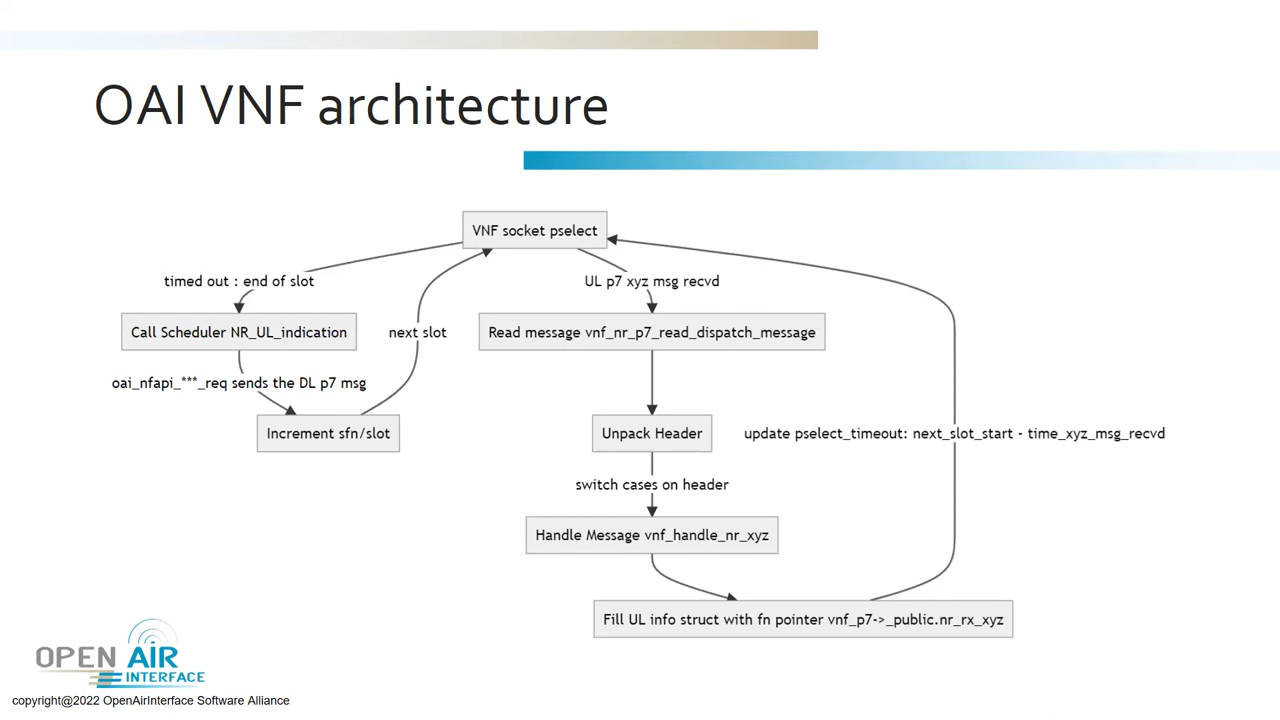 OAI VNF architecture
VNF socket pselect
timed out : end of slot
UL p7 xyz msg recvd
Call Scheduler NR_UL_indication
next slot
Read message vnf_nr_p7_read_dispatch_message
oai_nfapi_***_req sends the DL p7 msg
Increment sfn/slot
Unpack Header
update pselect_timeout: next_slot_start - time_xyz_msg_recvd
switch cases on header
Handle Message vnf_handle_nr_xyz
Fill UL info struct with fn pointer vnf_p7->_public.nr_rx_xyz
OPEN AIR
INTERFACE
copyright@2022 OpenAirInterface Software Alliance